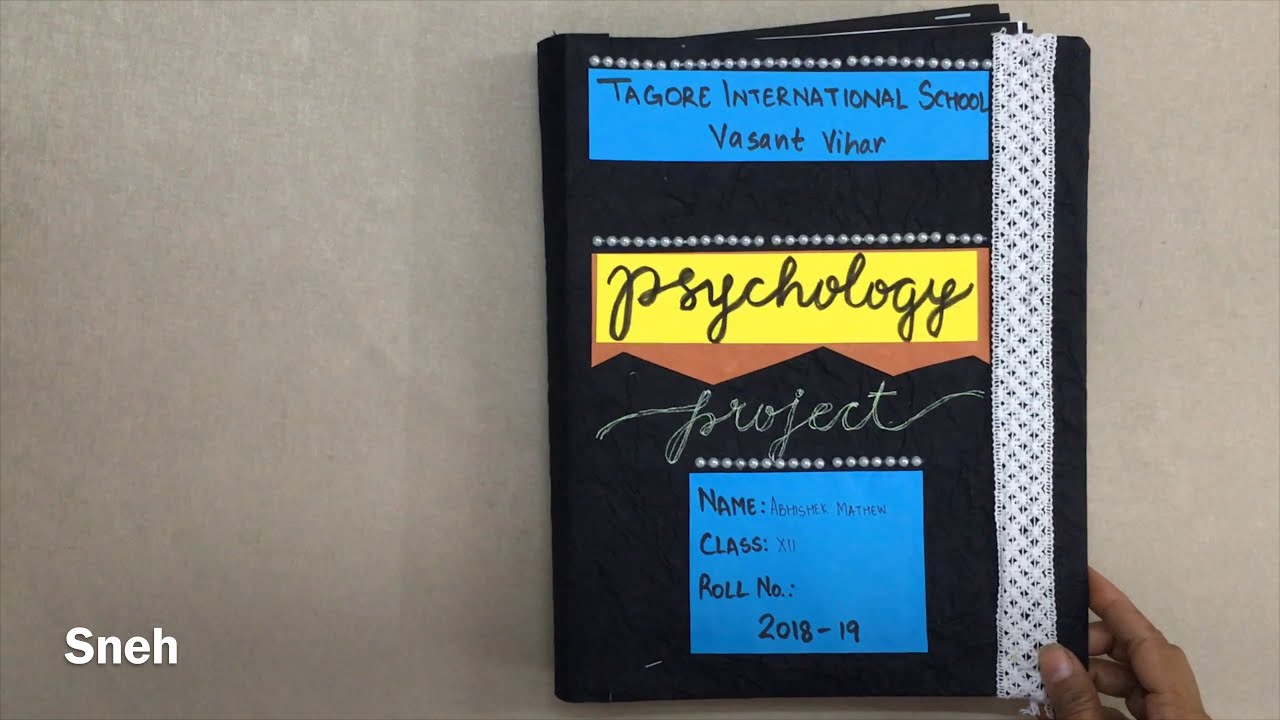 TAGORE INTERNATIONAL SCHOOL
Vasant Vihar
psychology
project
NAME: ABHISHEK MATHEW
CLASS: XII
ROLL NO.:
2018-19
Sneh